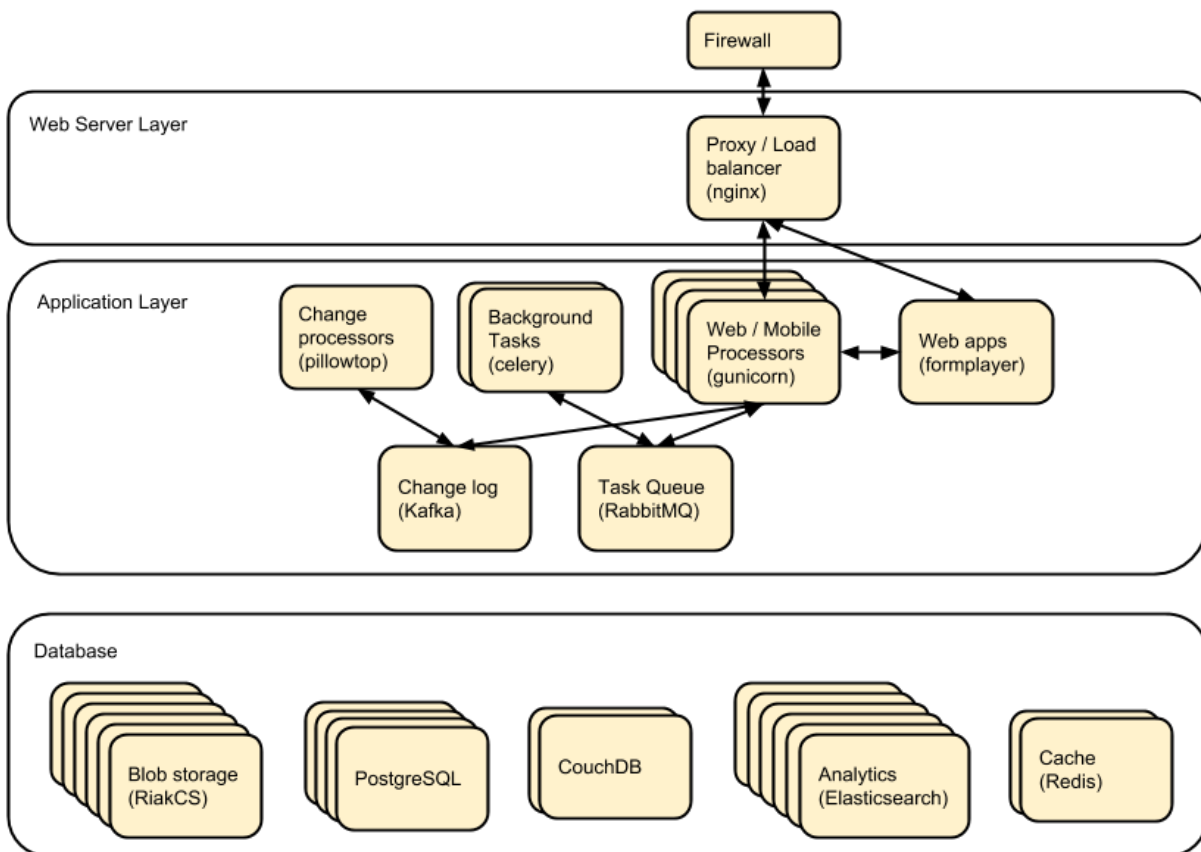 Firewall
Web Server Layer
Proxy / Load
balancer
(nginx)
Application Layer
Change
processors
(pillowtop)
Background
Tasks
(celery)
Web / Mobile
Processors
(gunicorn)
Web apps
(formplayer)
Change log
(Kafka)
Task Queue
(RabbitMQ)
Database
Blob storage
(RiakCS)
PostgreSQL
CouchDB
Analytics
(Elasticsearch)
Cache
(Redis)